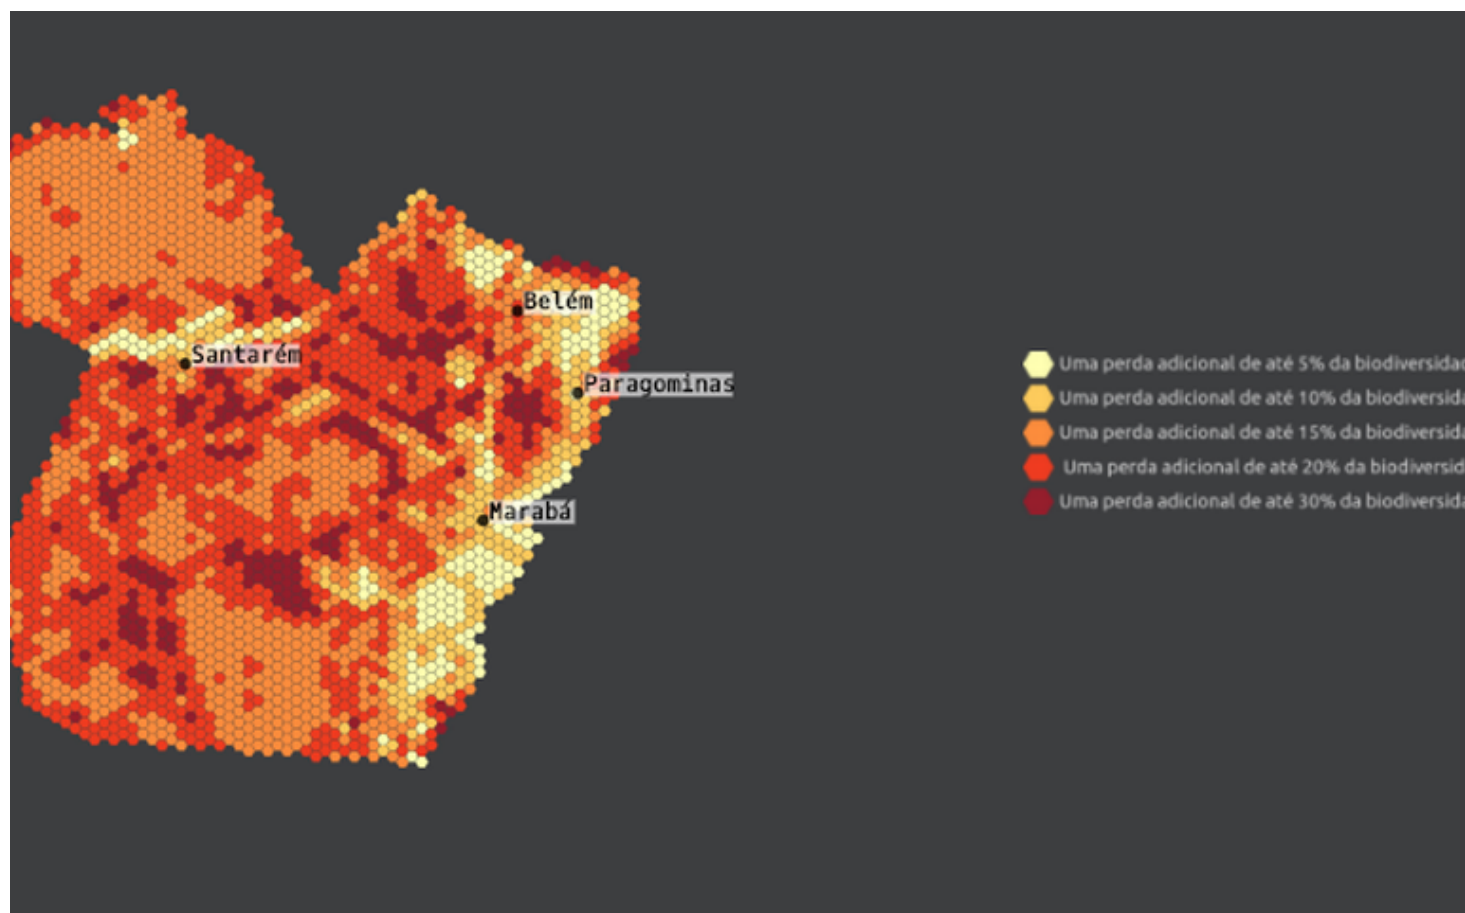 Belém
Santarém
Paragominas
Marabá
Uma perda adicional de até 5% da biodiversidad
Uma perda adicional de até 10% da biodiversida
Uma perda adicional de até 15% da biodiversida
Uma perda adicional de até 20% da biodiversid
Uma perda adicional de até 30% da biodiversida